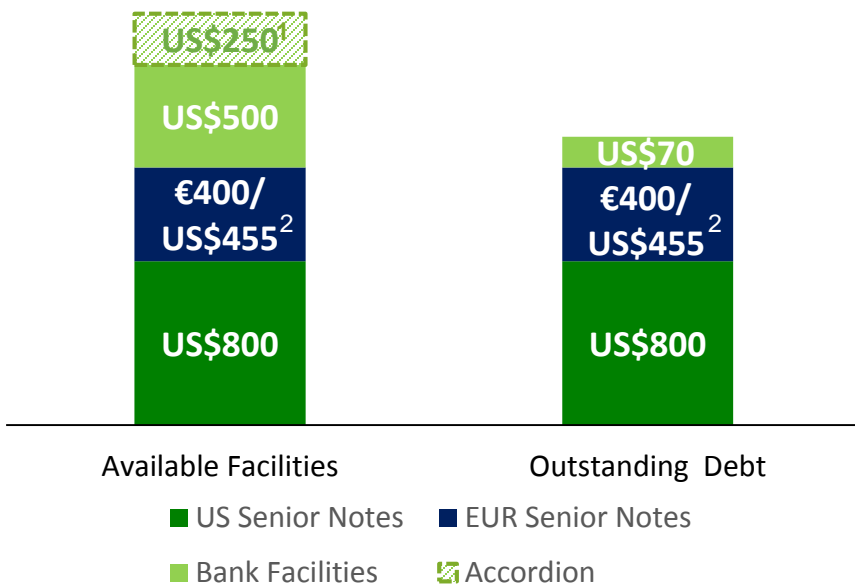 US$250¹
US$500
US$70
€400/
US$455²
€400/
US$455²
US$800
US$800
Available Facilities
Outstanding Debt
US Senior Notes
EUR Senior Notes
Bank Facilities
Accordion